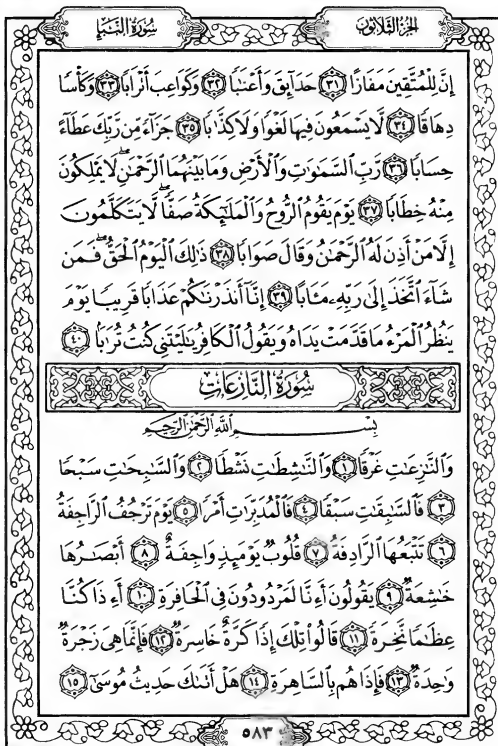 الجزء الثلاثون
سورة النبإ
إِنَّ لِلْمُتَّقِينَ مَفَازًا ٣١ حَدَآئِقَ وَأَعْنَٰبًا ٣٢ وَكَوَاعِبَ أَتْرَابًا ٣٣ وَكَأْسًا
دِهَاقًا ٣٤ لَّا يَسْمَعُونَ فِيهَا لَغْوًا وَلَا كِذَّٰبًا ٣٥ جَزَآءً مِّن رَّبِّكَ عَطَآءً
حِسَابًا ٣٦ رَّبِّ ٱلسَّمَٰوَٰتِ وَٱلْأَرْضِ وَمَا بَيْنَهُمَا ٱلرَّحْمَٰنِ ۖ لَا يَمْلِكُونَ
مِنْهُ خِطَابًا ٣٧ يَوْمَ يَقُومُ ٱلرُّوحُ وَٱلْمَلَٰٓئِكَةُ صَفًّا ۖ لَّا يَتَكَلَّمُونَ
إِلَّا مَنْ أَذِنَ لَهُ ٱلرَّحْمَٰنُ وَقَالَ صَوَابًا ٣٨ ذَٰلِكَ ٱلْيَوْمُ ٱلْحَقُّ ۖ فَمَن
شَآءَ ٱتَّخَذَ إِلَىٰ رَبِّهِۦ مَـَٔابًا ٣٩ إِنَّآ أَنذَرْنَٰكُمْ عَذَابًا قَرِيبًا يَوْمَ
يَنظُرُ ٱلْمَرْءُ مَا قَدَّمَتْ يَدَاهُ وَيَقُولُ ٱلْكَافِرُ يَٰلَيْتَنِى كُنتُ تُرَٰبًا ٤٠
سورة النازعات
بِسْمِ ٱللَّهِ ٱلرَّحْمَٰنِ ٱلرَّحِيمِ
وَٱلنَّٰزِعَٰتِ غَرْقًا ١ وَٱلنَّٰشِطَٰتِ نَشْطًا ٢ وَٱلسَّٰبِحَٰتِ سَبْحًا
٣ فَٱلسَّٰبِقَٰتِ سَبْقًا ٤ فَٱلْمُدَبِّرَٰتِ أَمْرًا ٥ يَوْمَ تَرْجُفُ ٱلرَّاجِفَةُ
٦ تَتْبَعُهَا ٱلرَّادِفَةُ ٧ قُلُوبٌ يَوْمَئِذٍ وَاجِفَةٌ ٨ أَبْصَٰرُهَا
خَٰشِعَةٌ ٩ يَقُولُونَ أَءِنَّا لَمَرْدُودُونَ فِى ٱلْحَافِرَةِ ١٠ أَءِذَا كُنَّا
عِظَٰمًا نَّخِرَةً ١١ قَالُوا۟ تِلْكَ إِذًا كَرَّةٌ خَاسِرَةٌ ١٢ فَإِنَّمَا هِىَ زَجْرَةٌ
وَٰحِدَةٌ ١٣ فَإِذَا هُم بِٱلسَّاهِرَةِ ١٤ هَلْ أَتَىٰكَ حَدِيثُ مُوسَىٰٓ ١٥
٥٨٣